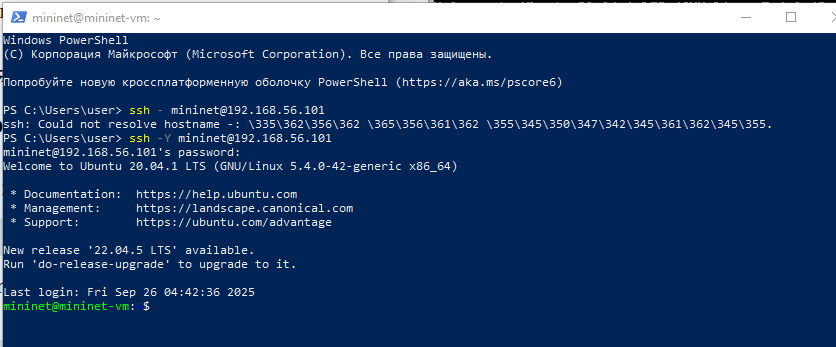 mininet@mininet-vm: ~
Windows PowerShell
(C) Корпорация Майкрософт (Microsoft Corporation). Все права защищены.
Попробуйте новую кроссплатформенную оболочку PowerShell (https://aka.ms/pscore6)
PS C:\Users\user> ssh - mininet@192.168.56.101
ssh: Could not resolve hostname -: \335\362\356\362 \365\356\361\362 \355\345\350\347\342\345\361\362\345\355.
PS C:\Users\user> ssh -Y mininet@192.168.56.101
mininet@192.168.56.101's password:
Welcome to Ubuntu 20.04.1 LTS (GNU/Linux 5.4.0-42-generic x86_64)
* Documentation:  https://help.ubuntu.com
* Management:     https://landscape.canonical.com
* Support:        https://ubuntu.com/advantage
New release '22.04.5 LTS' available.
Run 'do-release-upgrade' to upgrade to it.
Last login: Fri Sep 26 04:42:36 2025
mininet@mininet-vm: $